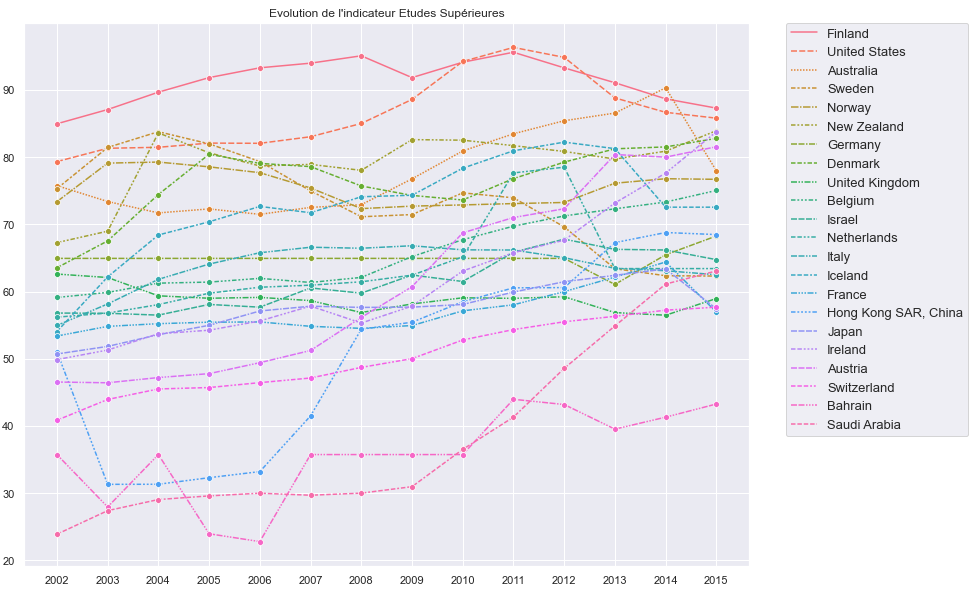 Evolution de l'indicateur Etudes Supérieures
90
80
70
60
50
40
30
20
2002 2003 2004 2005 2006 2007 2008 2009 2010 2011 2012 2013 2014 2015
Finland
United States
Australia
Sweden
Norway
New Zealand
Germany
Denmark
United Kingdom
Belgium
Israel
Netherlands
Italy
Iceland
France
Hong Kong SAR, China
Japan
Ireland
Austria
Switzerland
Bahrain
Saudi Arabia